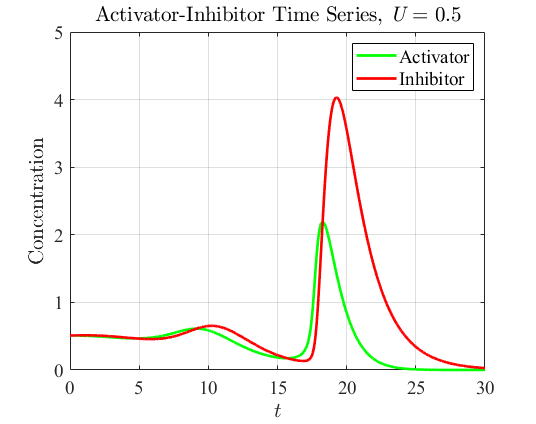 Activator-Inhibitor Time Series, U = 0.5
Activator
Inhibitor
Concentration
5
4
3
2
1
0
0 5 10 15 20 25 30
t